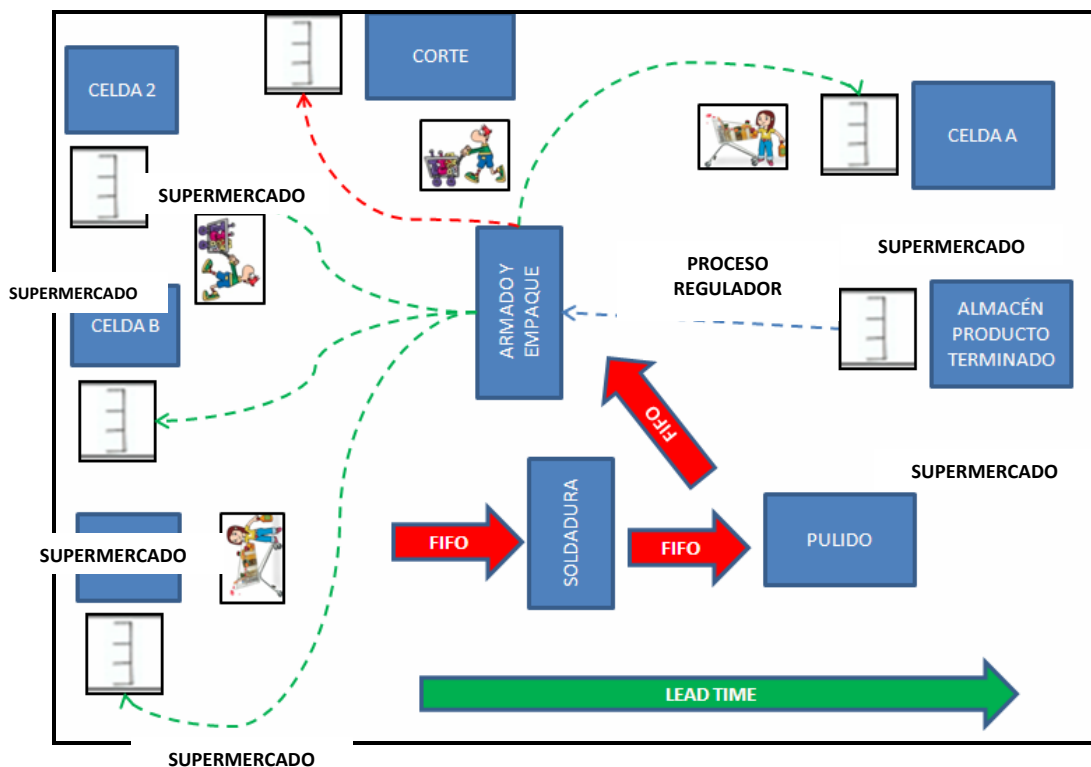 CORTE
CELDA 2
CELDA A
SUPERMERCADO
SUPERMERCADO
PROCESO
REGULADOR
SUPERMERCADO
CELDA B
ARMADO Y
EMPAQUE
ALMACÉN
PRODUCTO
TERMINADO
FIFO
SUPERMERCADO
SUPERMERCADO
FIFO
SOLDADURA
FIFO
PULIDO
LEAD TIME
SUPERMERCADO